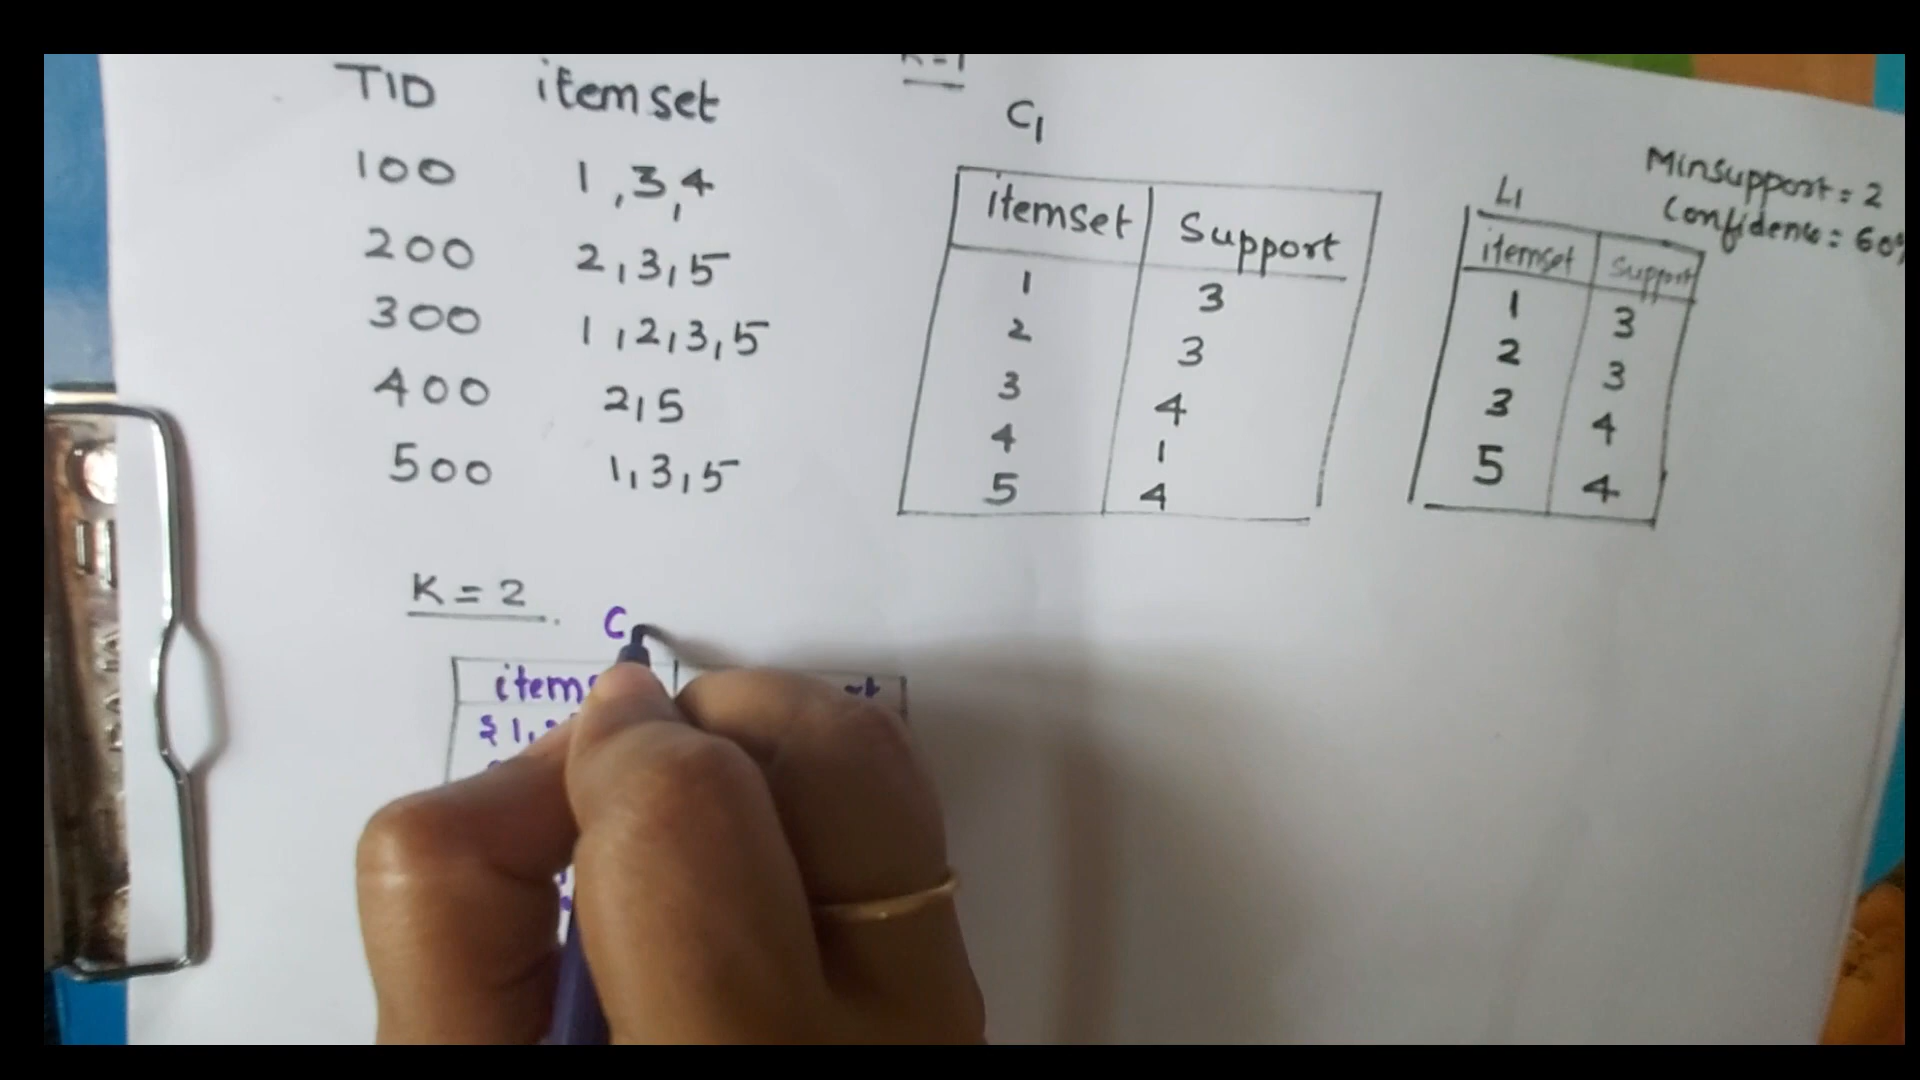 TID itemset
100 1,3,4
200 2,3,5
300 1,2,3,5
400 2,5
500 1,3,5
K=1
C1
itemset Support
1 3
2 3
3 4
4 1
5 4
Minsupport = 2
Confidence = 60%
L1
itemset support
1 3
2 3
3 4
5 4
K = 2
C